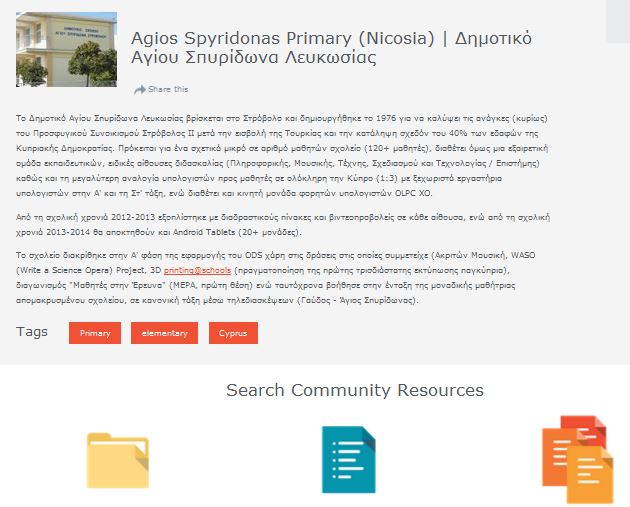 Agios Spyridonas Primary (Nicosia) | Δημοτικό
Αγίου Σπυρίδωνα Λευκωσίας
Share this
Το Δημοτικό Αγίου Σπυρίδωνα Λευκωσίας βρίσκεται στο Στρόβολο και δημιουργήθηκε το 1976 για να καλύψει τις ανάγκες (κυρίως)
του Προσφυγικού Συνοικισμού Στρόβολος ΙΙ μετά την εισβολή της Τουρκίας και την κατάληψη σχεδόν του 40% των εδαφών της
Κυπριακής Δημοκρατίας. Πρόκειται για ένα σχετικά μικρό σε αριθμό μαθητών σχολείο (120+ μαθητές), διαθέτει όμως μια εξαιρετική
ομάδα εκπαιδευτικών, ειδικές αίθουσες διδασκαλίας (Πληροφορικής, Μουσικής, Τέχνης, Σχεδιασμού και Τεχνολογίας / Επιστήμης)
καθώς και τη μεγαλύτερη αναλογία υπολογιστών προς μαθητές σε ολόκληρη την Κύπρο (1:3) με ξεχωριστά εργαστήρια
υπολογιστών στην Α' και τη Στ' τάξη, ενώ διαθέτει και κινητή μονάδα φορητών υπολογιστών OLPC XO.
Από τη σχολική χρονιά 2012-2013 εξοπλίστηκε με διαδραστικούς πίνακες και βιντεοπροβολείς σε κάθε αίθουσα, ενώ από τη σχολική
χρονιά 2013-2014 θα αποκτηθούν και Android Tablets (20+ μονάδες).
Το σχολείο διακρίθηκε στην Α' φάση της εφαρμογής του ODS χάρη στις δράσεις στις οποίες συμμετείχε (Ακριτών Μουσική, WASO
(Write a Science Opera) Project, 3D printing@schools (πραγματοποίηση της πρώτης τρισδιάστατης εκτύπωσης παγκύπρια),
διαγωνισμός "Μαθητές στην Έρευνα" (ΜΕΡΑ, πρώτη θέση) ενώ ταυτόχρονα βοήθησε στην ένταξη της μοναδικής μαθήτριας
απομακρυσμένου σχολείου, σε κανονική τάξη μέσω τηλεδιασκέψεων (Γαύδος - Άγιος Σπυρίδωνας).
Tags Primary elementary Cyprus
Search Community Resources